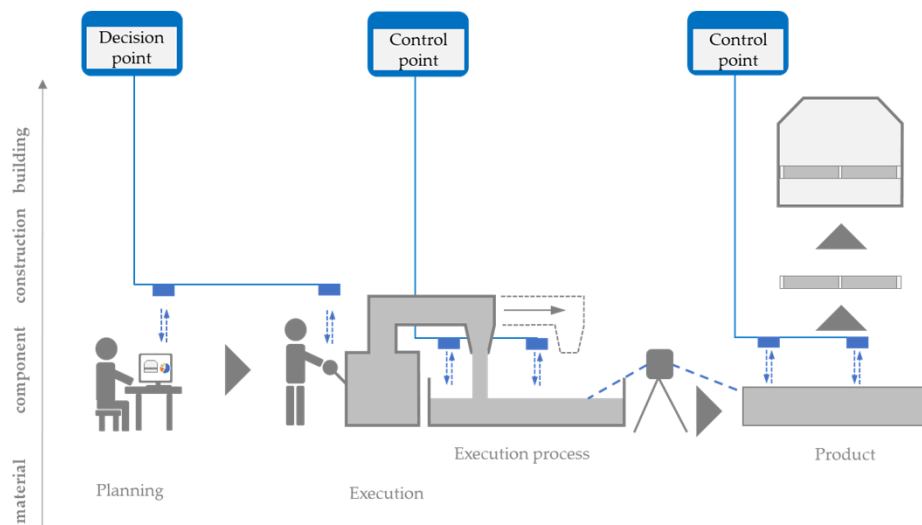 Decision
point
Control
point
Control
point
building
construction
component
material
Execution process
Product
Planning
Execution